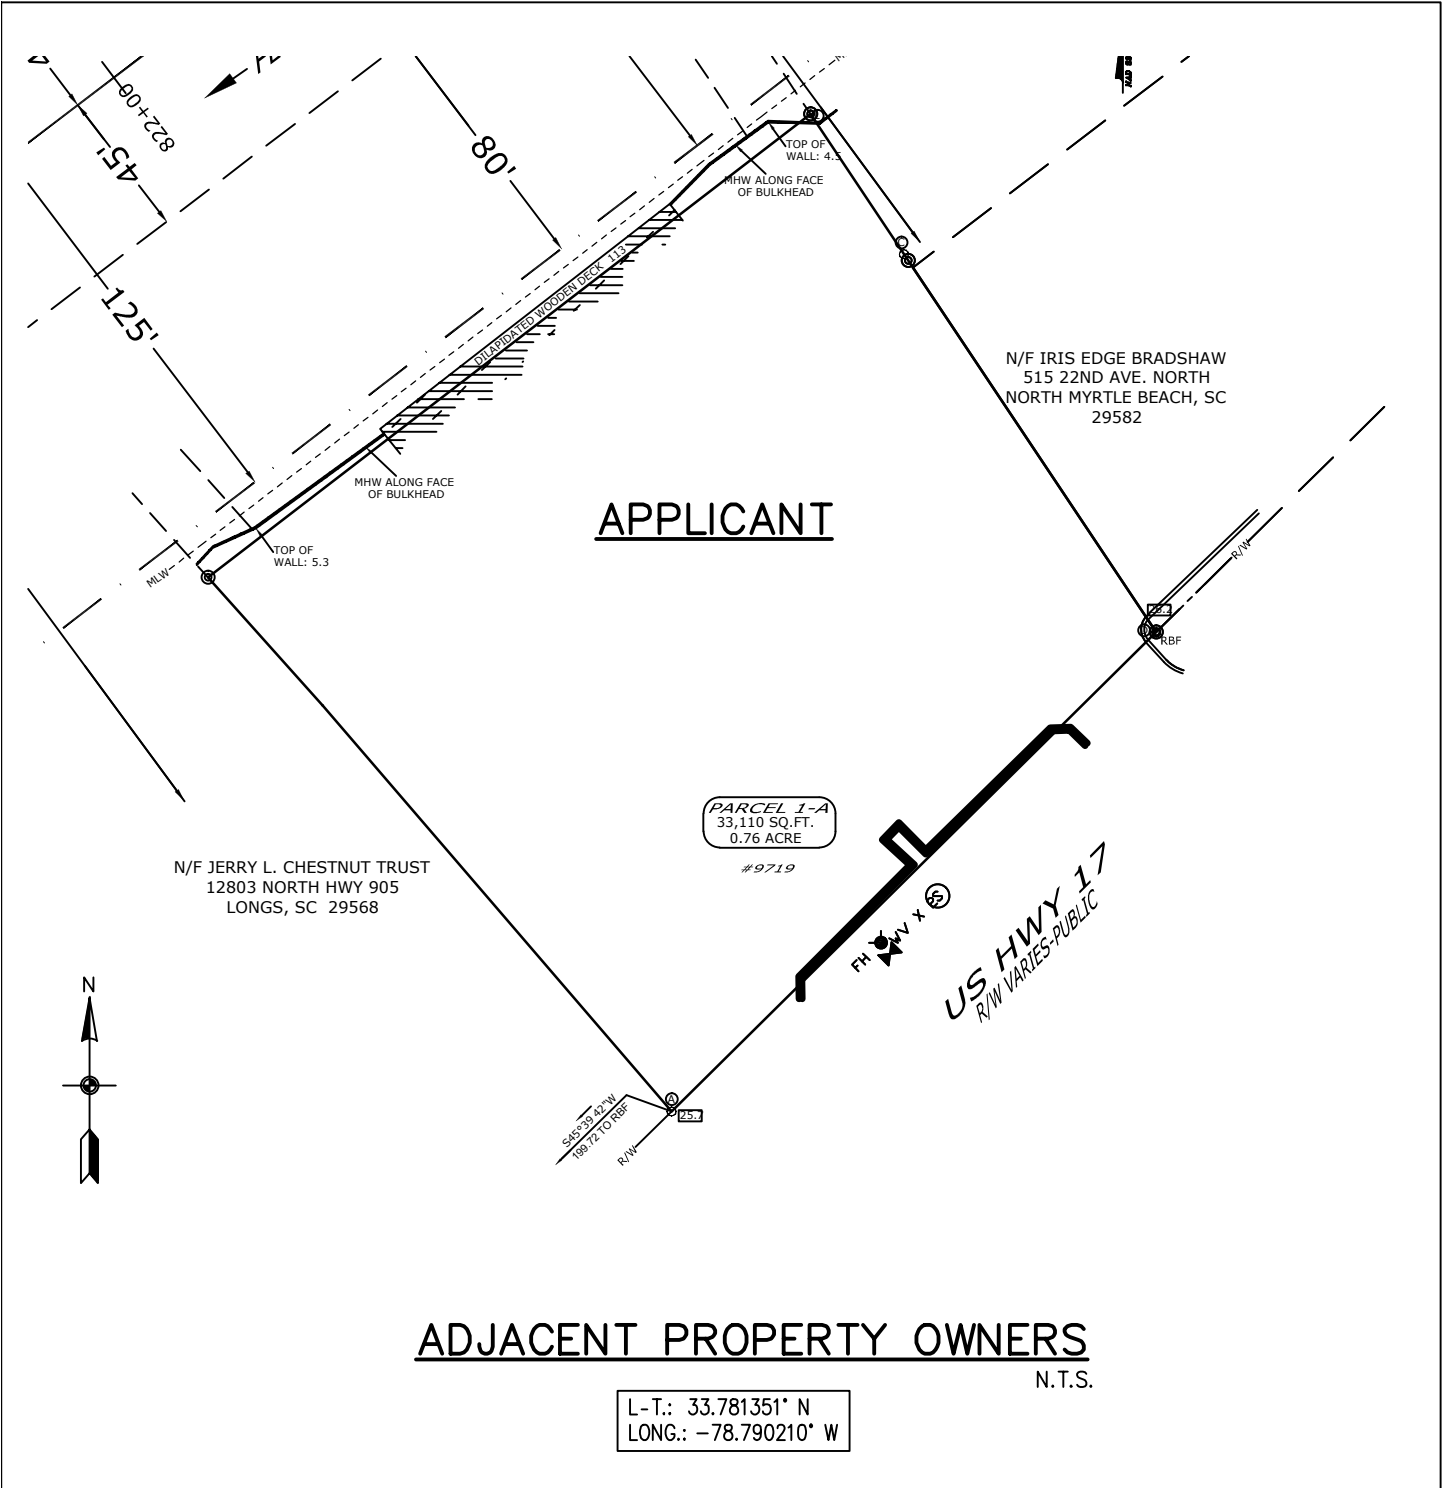 822+00
45'
80'
125'
TOP OF
WALL: 4.5
MHW ALONG FACE
OF BULKHEAD
DILAPIDATED WOODEN DECK 113
N/F IRIS EDGE BRADSHAW
515 22ND AVE. NORTH
NORTH MYRTLE BEACH, SC
29582
MHW ALONG FACE
OF BULKHEAD
APPLICANT
TOP OF
WALL: 5.3
MLW
R/W
RBF
PARCEL 1-A
33,110 SQ.FT.
0.76 ACRE
#9719
N/F JERRY L. CHESTNUT TRUST
12803 NORTH HWY 905
LONGS, SC 29568
FH
WV X
SS
US HWY 17
R/W VARIES-PUBLIC
N
A
25.7
S45°39'42"W
199.72 TO RBF
R/W
ADJACENT PROPERTY OWNERS
N.T.S.
L-T.: 33.781351° N
LONG.: -78.790210° W